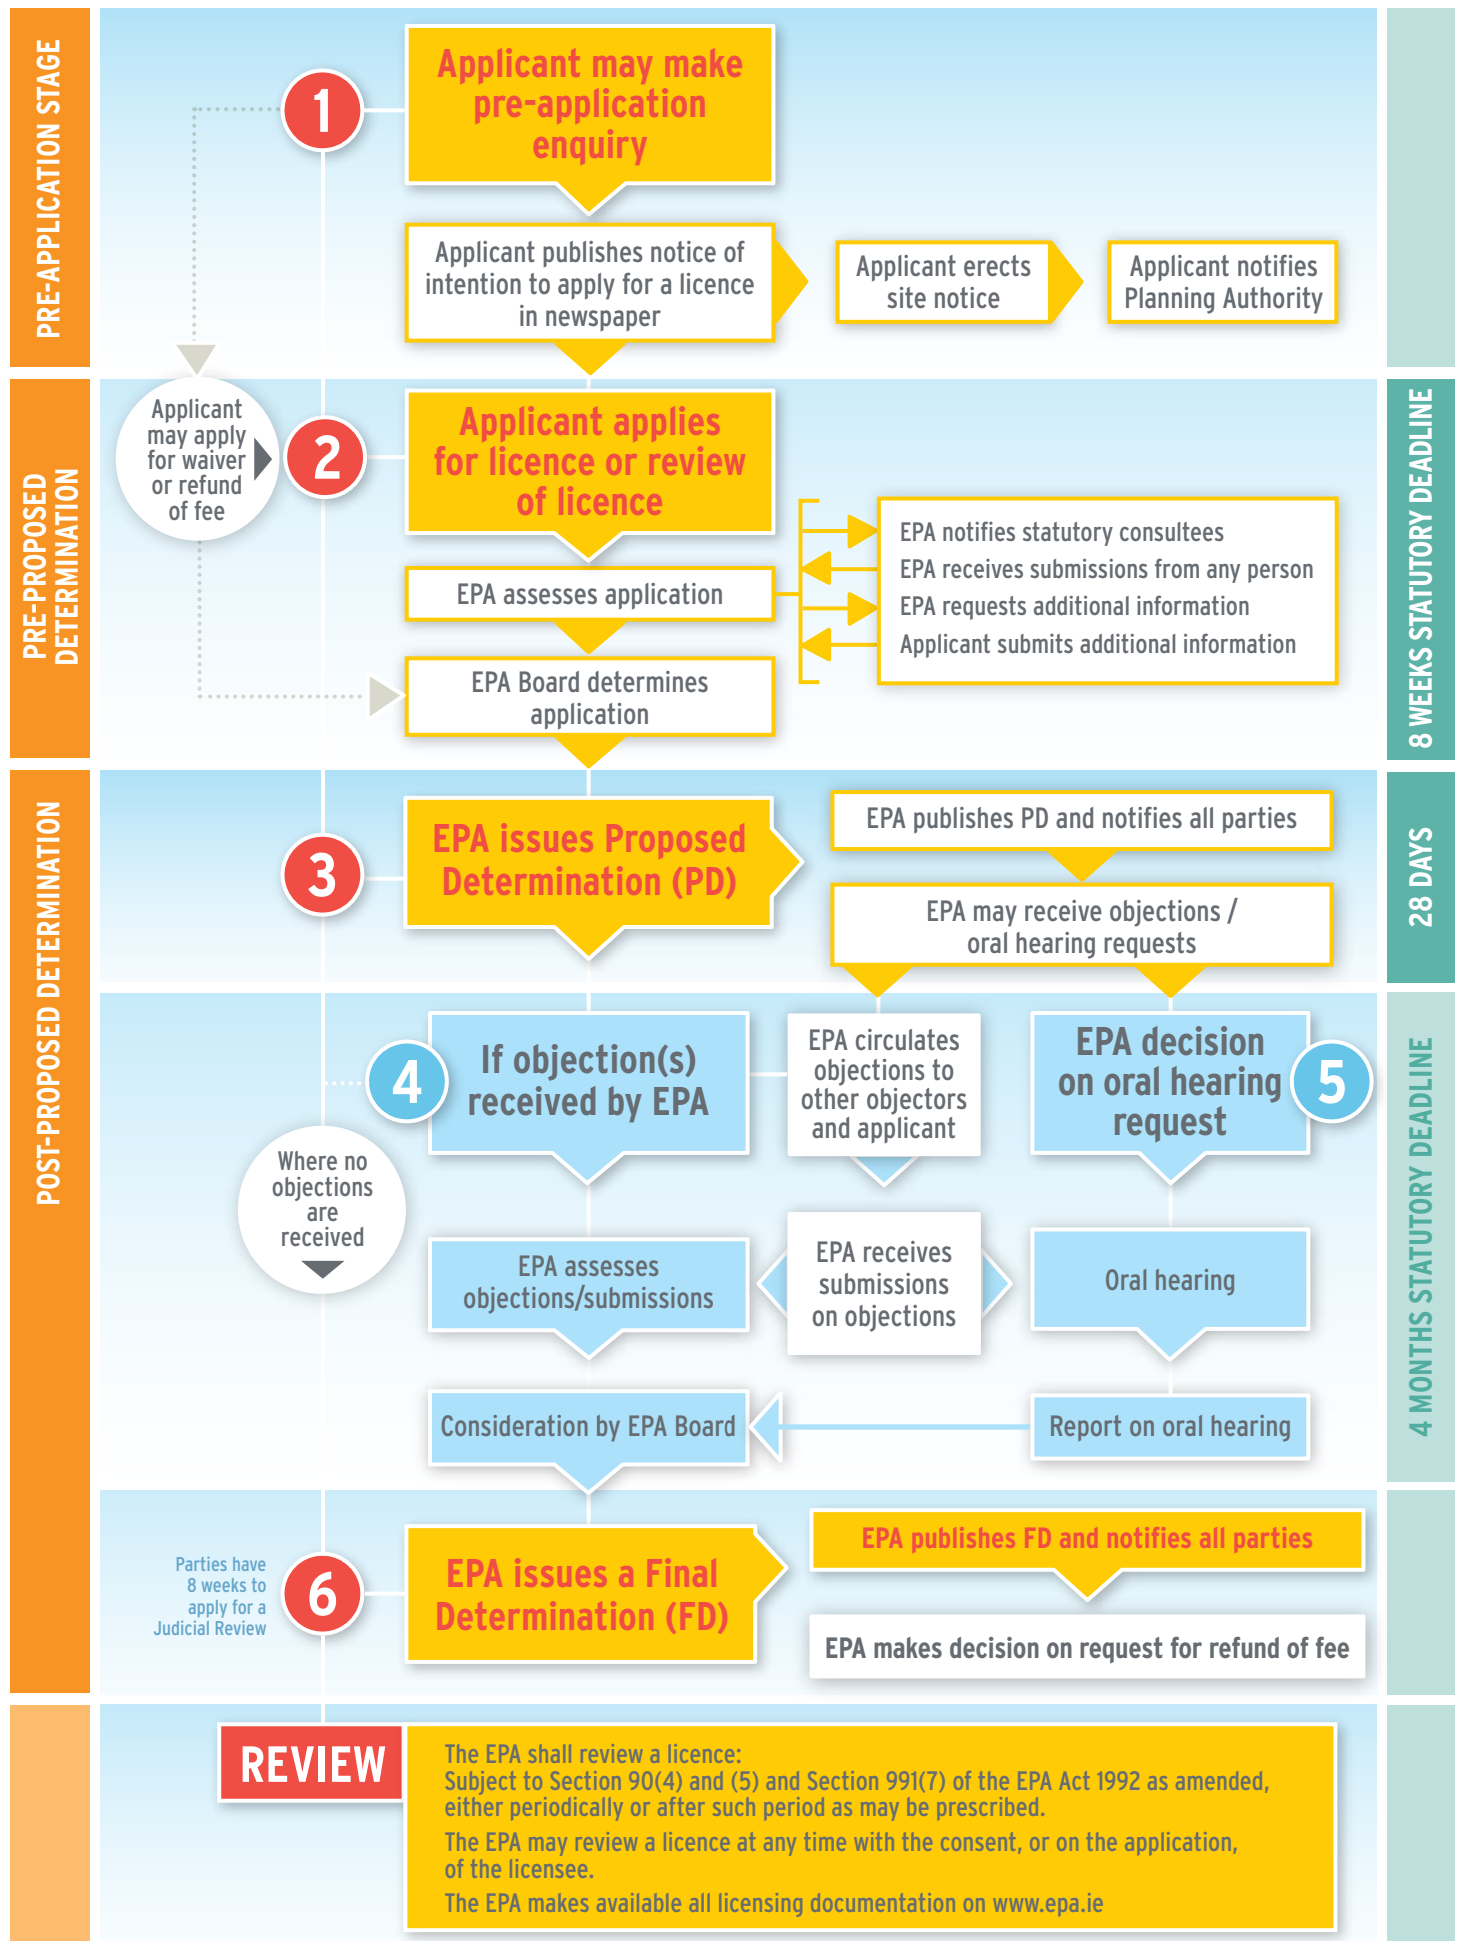 PRE-APPLICATION STAGE
1
Applicant may make
pre-application
enquiry
Applicant publishes notice of
intention to apply for a licence
in newspaper
Applicant erects
site notice
Applicant notifies
Planning Authority
PRE-PROPOSED
DETERMINATION
8 WEEKS STATUTORY DEADLINE
Applicant
may apply
for waiver
or refund
of fee
2
Applicant applies
for licence or review
of licence
EPA assesses application
EPA notifies statutory consultees
EPA receives submissions from any person
EPA requests additional information
Applicant submits additional information
EPA Board determines
application
POST-PROPOSED DETERMINATION
28 DAYS
3
EPA issues Proposed
Determination (PD)
EPA publishes PD and notifies all parties
EPA may receive objections /
oral hearing requests
4 MONTHS STATUTORY DEADLINE
4
If objection(s)
received by EPA
EPA circulates
objections to
other objectors
and applicant
EPA decision
on oral hearing
request
5
Where no
objections
are
received
EPA assesses
objections/submissions
EPA receives
submissions
on objections
Oral hearing
Consideration by EPA Board
Report on oral hearing
Parties have
8 weeks to
apply for a
Judicial Review
6
EPA issues a Final
Determination (FD)
EPA publishes FD and notifies all parties
EPA makes decision on request for refund of fee
REVIEW
The EPA shall review a licence:
Subject to Section 90(4) and (5) and Section 991(7) of the EPA Act 1992 as amended,
either periodically or after such period as may be prescribed.
The EPA may review a licence at any time with the consent, or on the application,
of the licensee.
The EPA makes available all licensing documentation on www.epa.ie